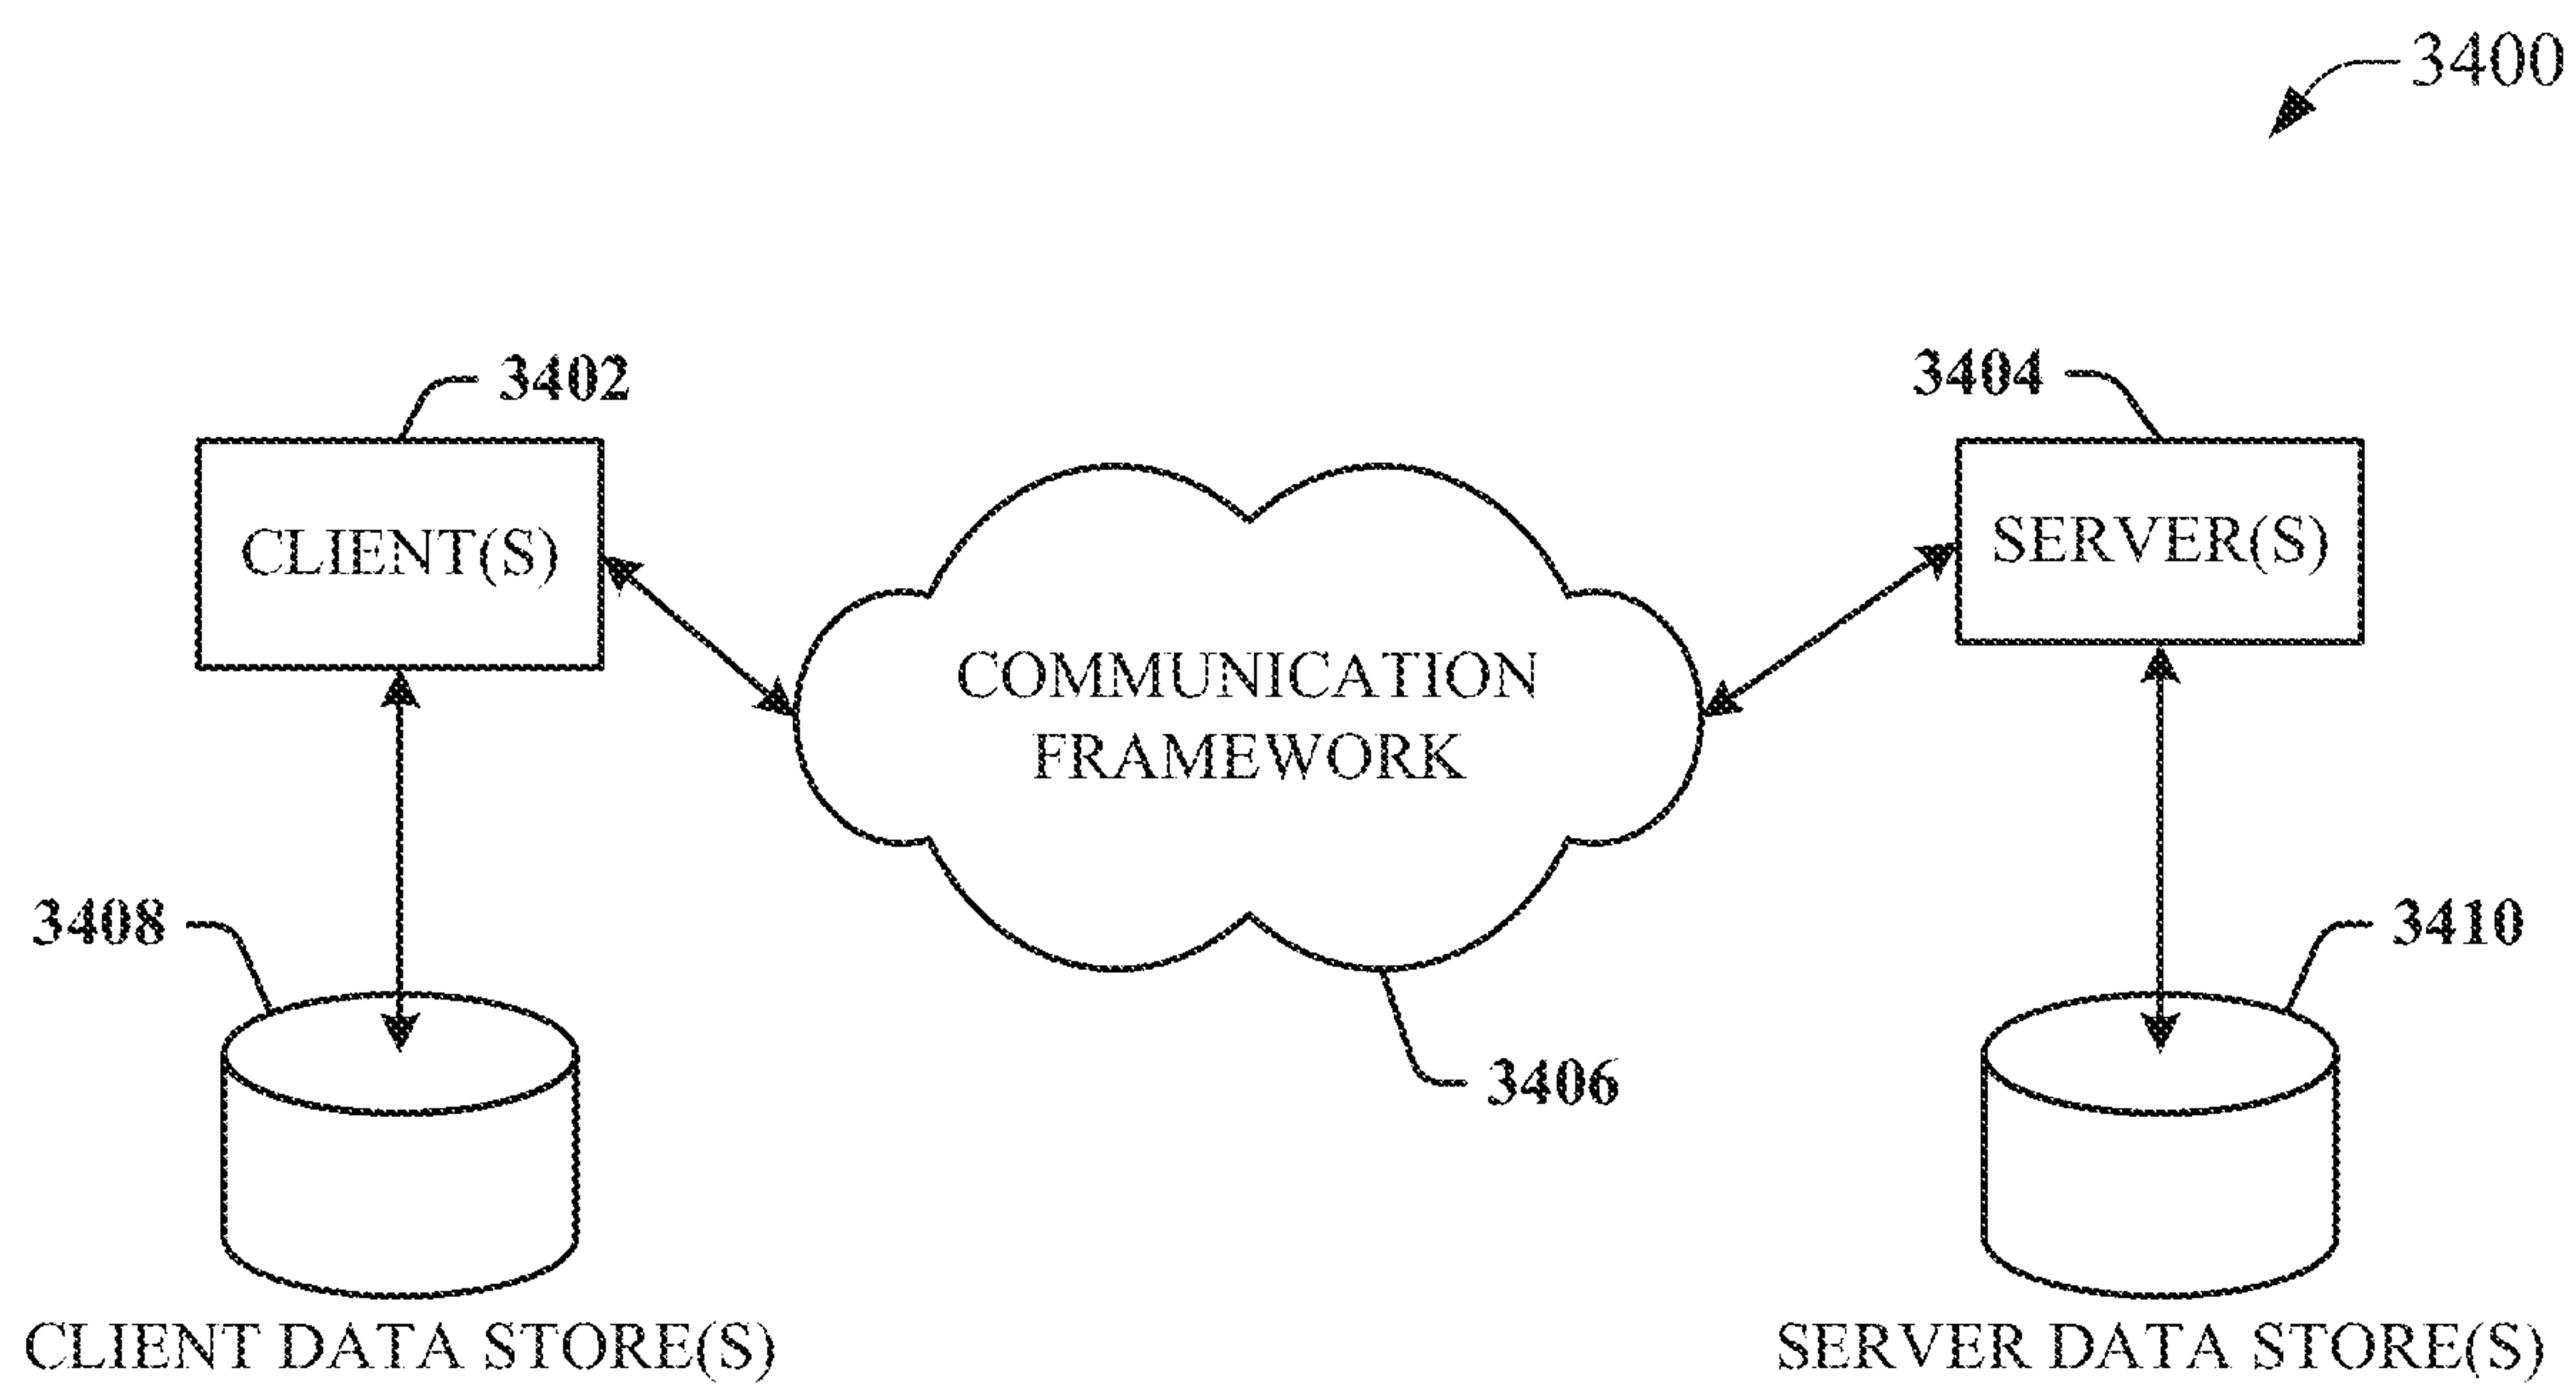 3400
3402
3404
CLIENT(S)
SERVER(S)
COMMUNICATION
FRAMEWORK
3408
3410
3406
CLIENT DATA STORE(S)
SERVER DATA STORE(S)